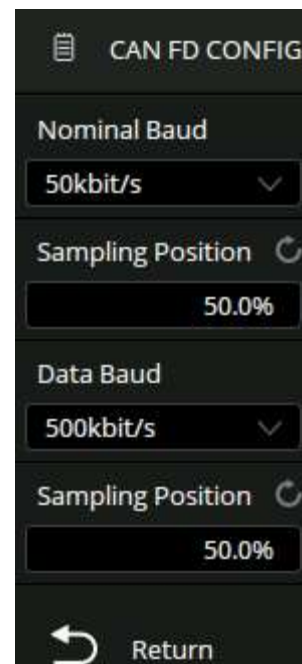 CAN FD CONFIG
Nominal Baud
50kbit/s
Sampling Position
50.0%
Data Baud
500kbit/s
Sampling Position
50.0%
Return